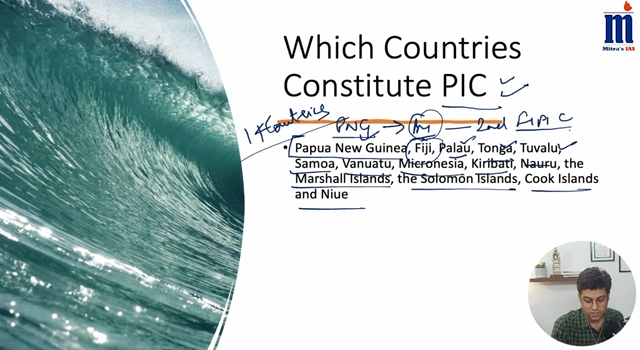 m
Mitra's IAS
Which Countries
Constitute PIC
14 Countries
PNG → — 2nd FIPIC
• Papua New Guinea, Fiji, Palau, Tonga, Tuvalu,
Samoa, Vanuatu, Micronesia, Kiribati, Nauru, the
Marshall Islands, the Solomon Islands, Cook Islands
and Niue